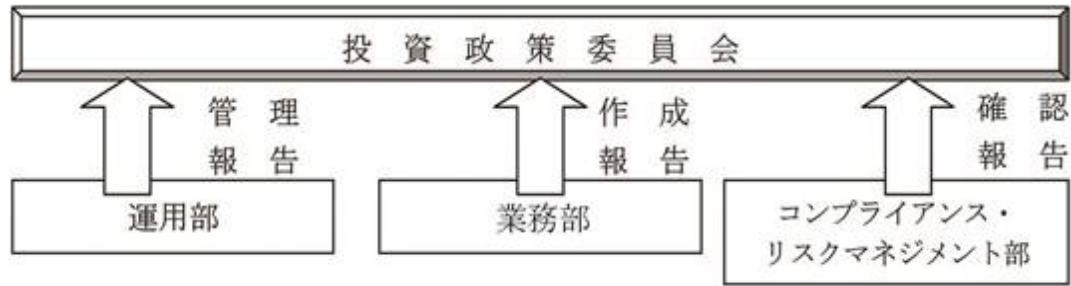 投資政策委員会
管理
報告
作成
報告
確認
報告
運用部
業務部
コンプライアンス・
リスクマネジメント部